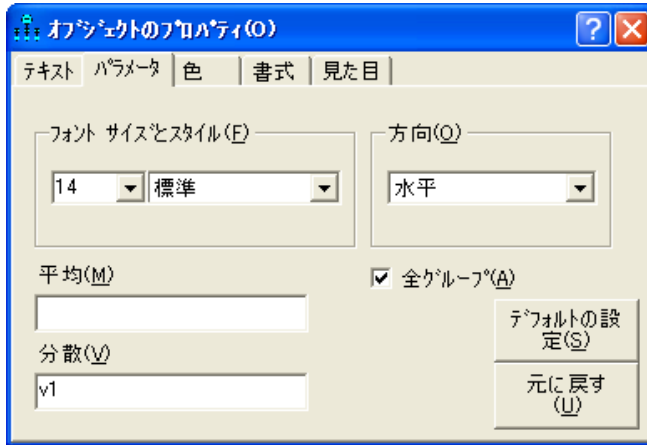 ｵﾌﾞｼﾞｪｸﾄのﾌﾟﾛﾊﾟﾃｨ(O)
テキスト ﾊﾟﾗﾒｰﾀ 色 書式 見た目
ﾌｫﾝﾄ ｻｲｽﾞとｽﾀｲﾙ(F)
方向(O)
14 標準
水平
平均(M)
全ｸﾞﾙｰﾌﾟ(A)
分散(V)
v1
ﾃﾞﾌｫﾙﾄの設
定(S)
元に戻す
(U)